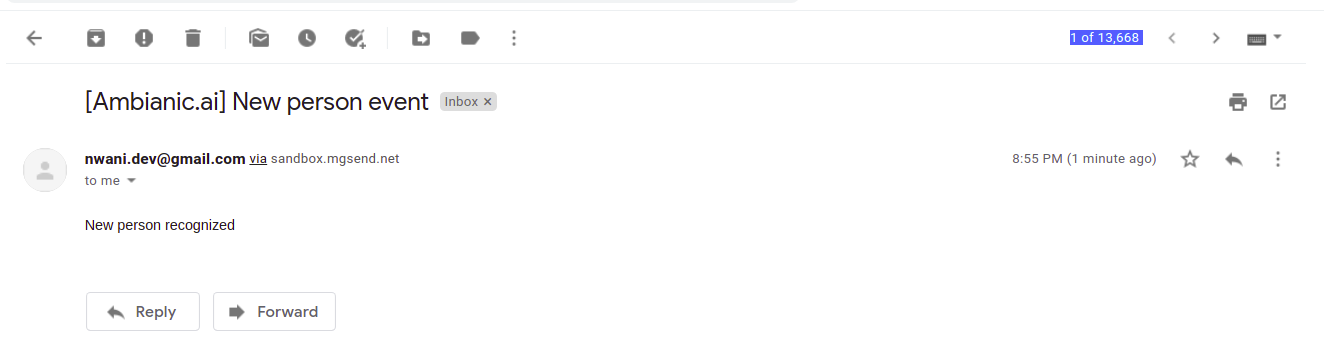 1 of 13,668
[Ambianic.ai] New person event Inbox ×
nwani.dev@gmail.com via sandbox.mgsend.net 8:55 PM (1 minute ago)
to me
New person recognized
Reply Forward